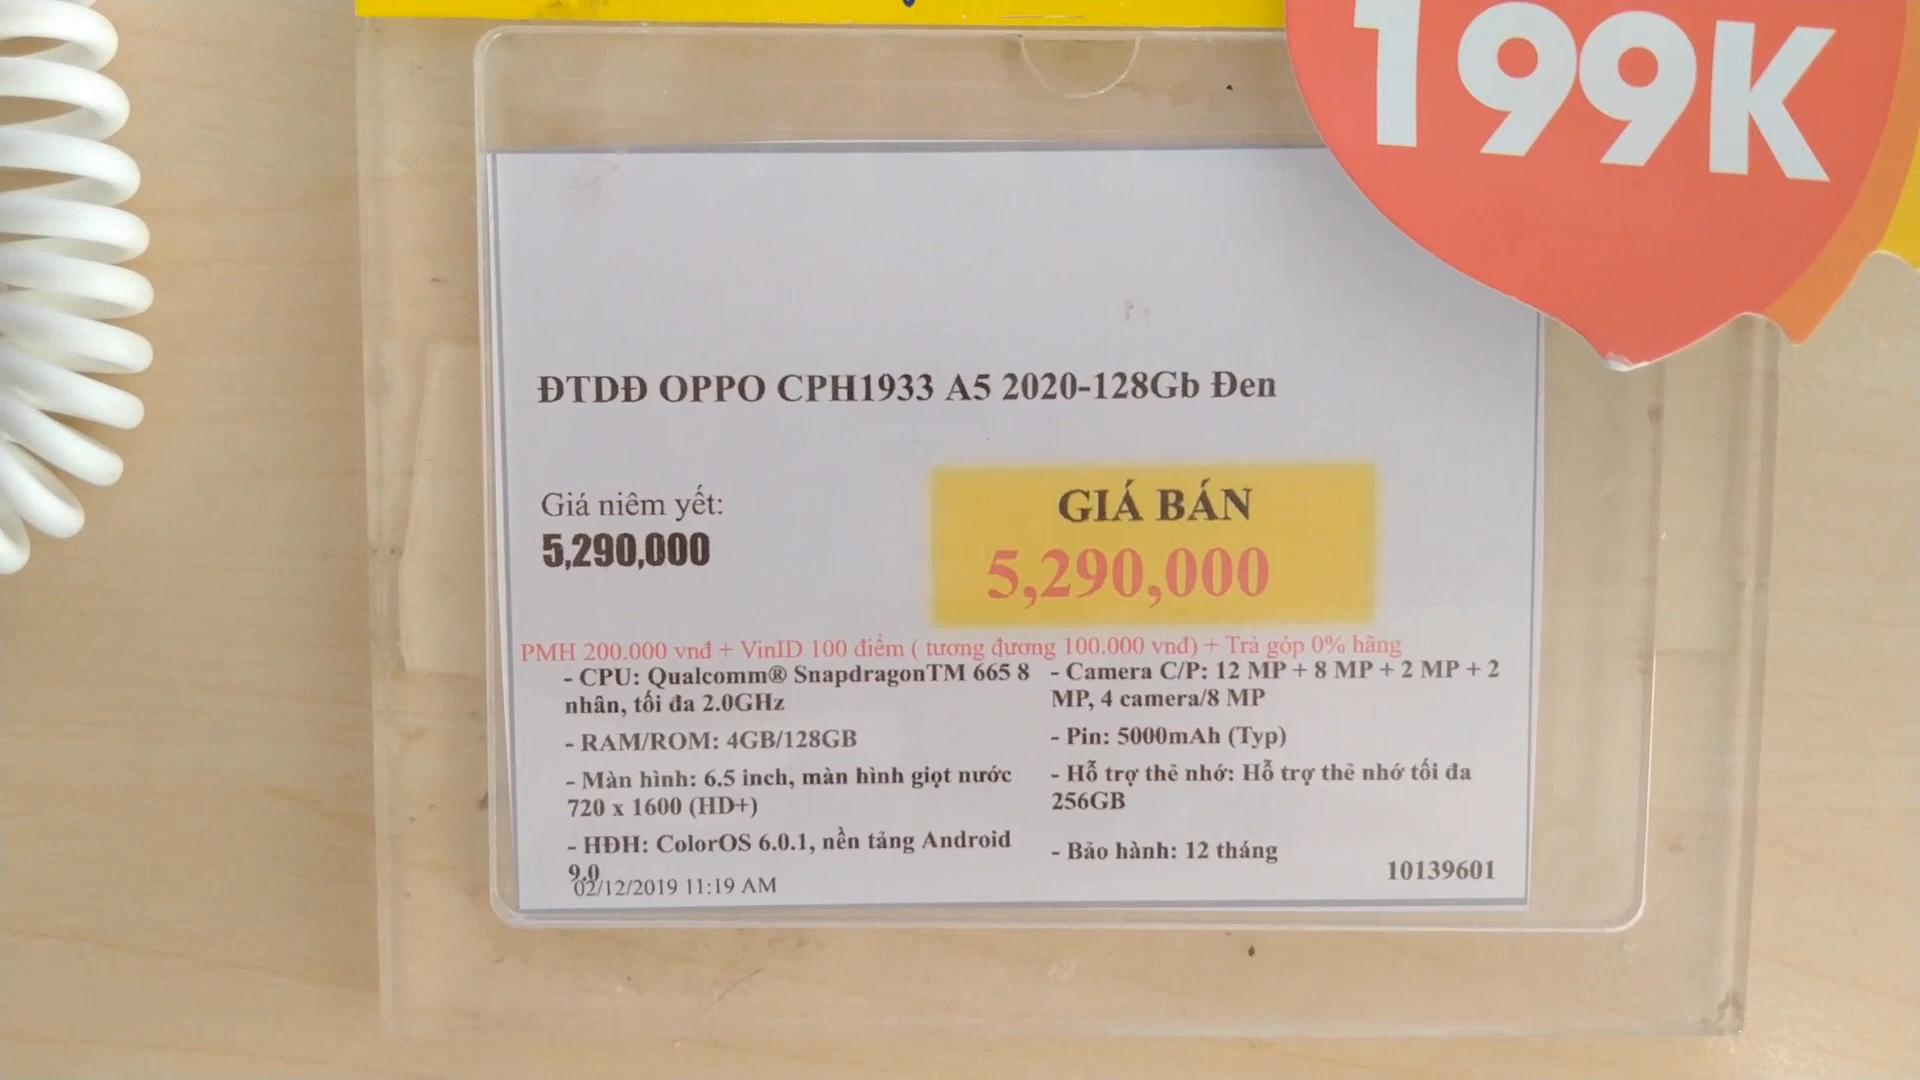 199K
ĐTDĐ OPPO CPH1933 A5 2020-128Gb Đen
Giá niêm yết:
5,290,000
GIÁ BÁN
5,290,000
PMH 200.000 vnđ + VinID 100 điểm ( tương đương 100.000 vnđ) + Trả góp 0% hãng
- CPU: Qualcomm® SnapdragonTM 665 8
nhân, tối đa 2.0GHz
- RAM/ROM: 4GB/128GB
- Màn hình: 6.5 inch, màn hình giọt nước
720 x 1600 (HD+)
- HĐH: ColorOS 6.0.1, nền tảng Android
9.0
- Camera C/P: 12 MP + 8 MP + 2 MP + 2
MP, 4 camera/8 MP
- Pin: 5000mAh (Typ)
- Hỗ trợ thẻ nhớ: Hỗ trợ thẻ nhớ tối đa
256GB
- Bảo hành: 12 tháng
02/12/2019 11:19 AM
10139601